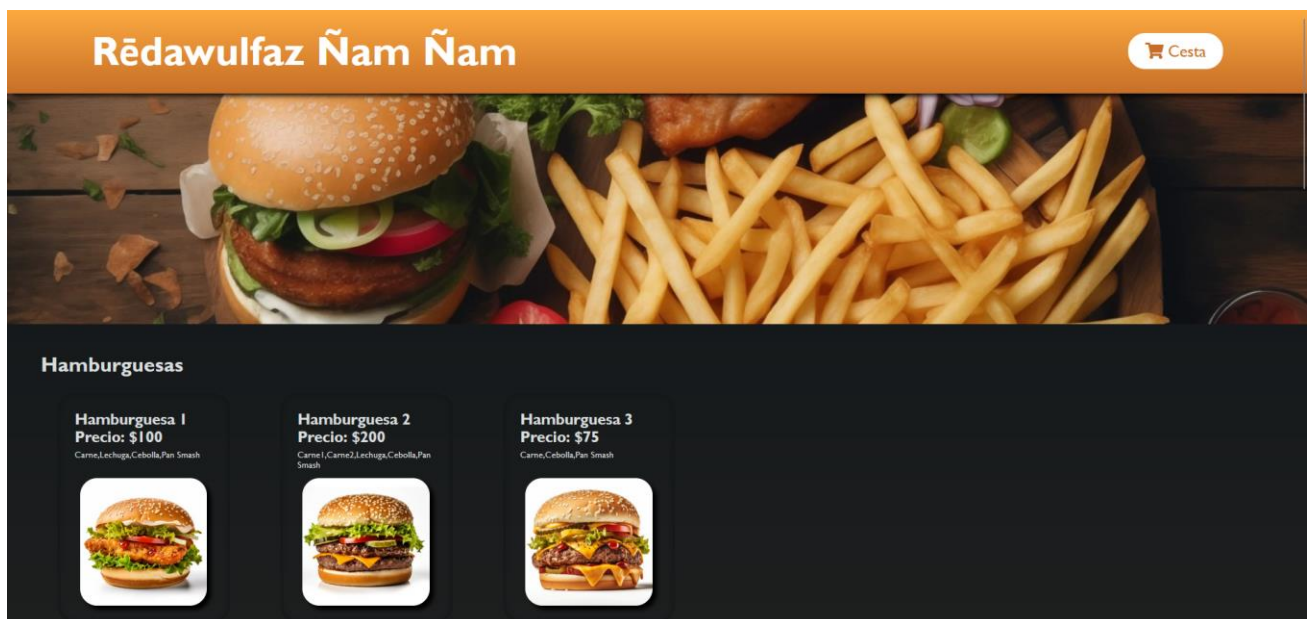 Rēdawulfaz Ñam Ñam
Cesta
Hamburguesas
Hamburguesa 1
Precio: $100
Carne,Lechuga,Cebolla,Pan Smash
Hamburguesa 2
Precio: $200
Carne1,Carne2,Lechuga,Cebolla,Pan
Smash
Hamburguesa 3
Precio: $75
Carne,Cebolla,Pan Smash